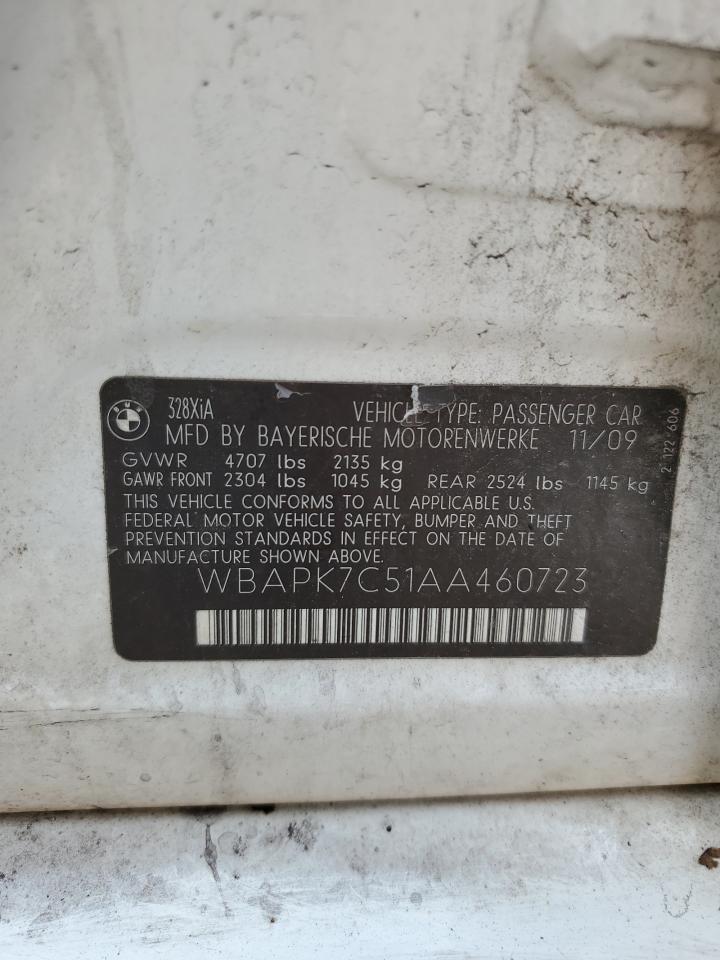 BMW
328XiA
VEHICLE TYPE: PASSENGER CAR
MFD BY BAYERISCHE MOTORENWERKE 11/09
GVWR 4707 lbs 2135 kg
GAWR FRONT 2304 lbs 1045 kg REAR 2524 lbs 1145 kg
THIS VEHICLE CONFORMS TO ALL APPLICABLE U.S.
FEDERAL MOTOR VEHICLE SAFETY, BUMPER AND THEFT
PREVENTION STANDARDS IN EFFECT ON THE DATE OF
MANUFACTURE SHOWN ABOVE.
WBAPK7C51AA460723
2 122 606